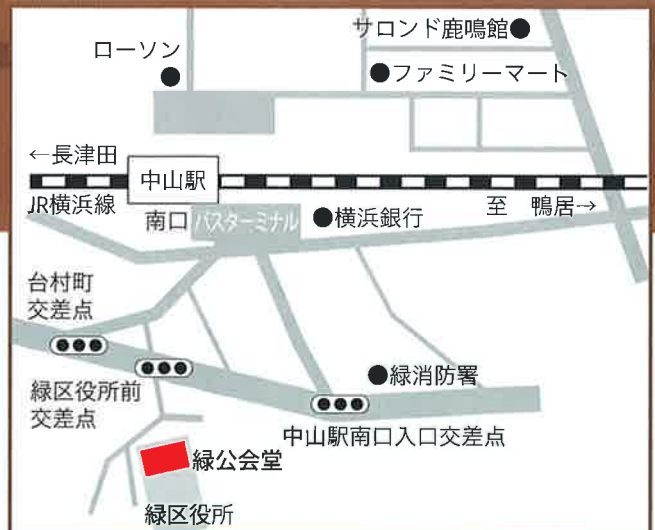 サロンド鹿鳴館●
ローソン
●
●ファミリーマート
←長津田
中山駅
JR横浜線
南口
バスターミナル
●横浜銀行
至 鴨居→
台村町
交差点
●緑消防署
緑区役所前
交差点
中山駅南口入口交差点
緑公会堂
緑区役所